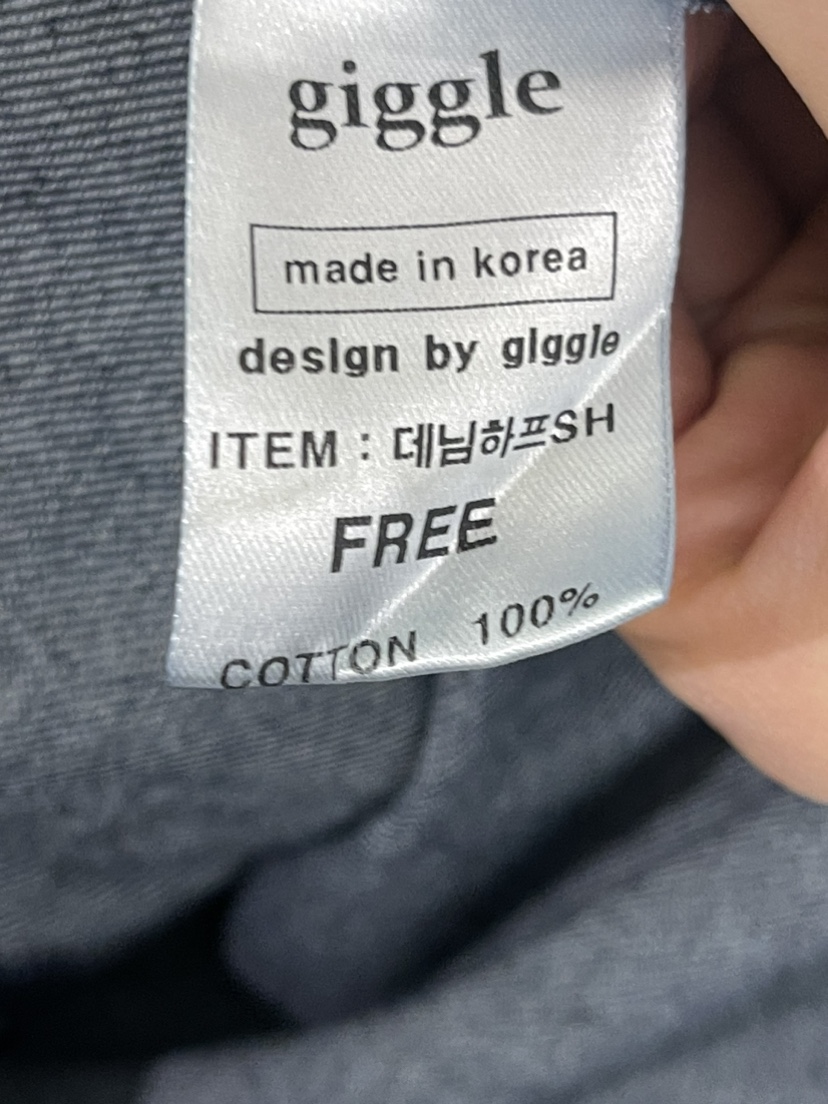 giggle
made in korea
desIgn by gIggle
ITEM : 데님하프SH
FREE
COTTON 100%